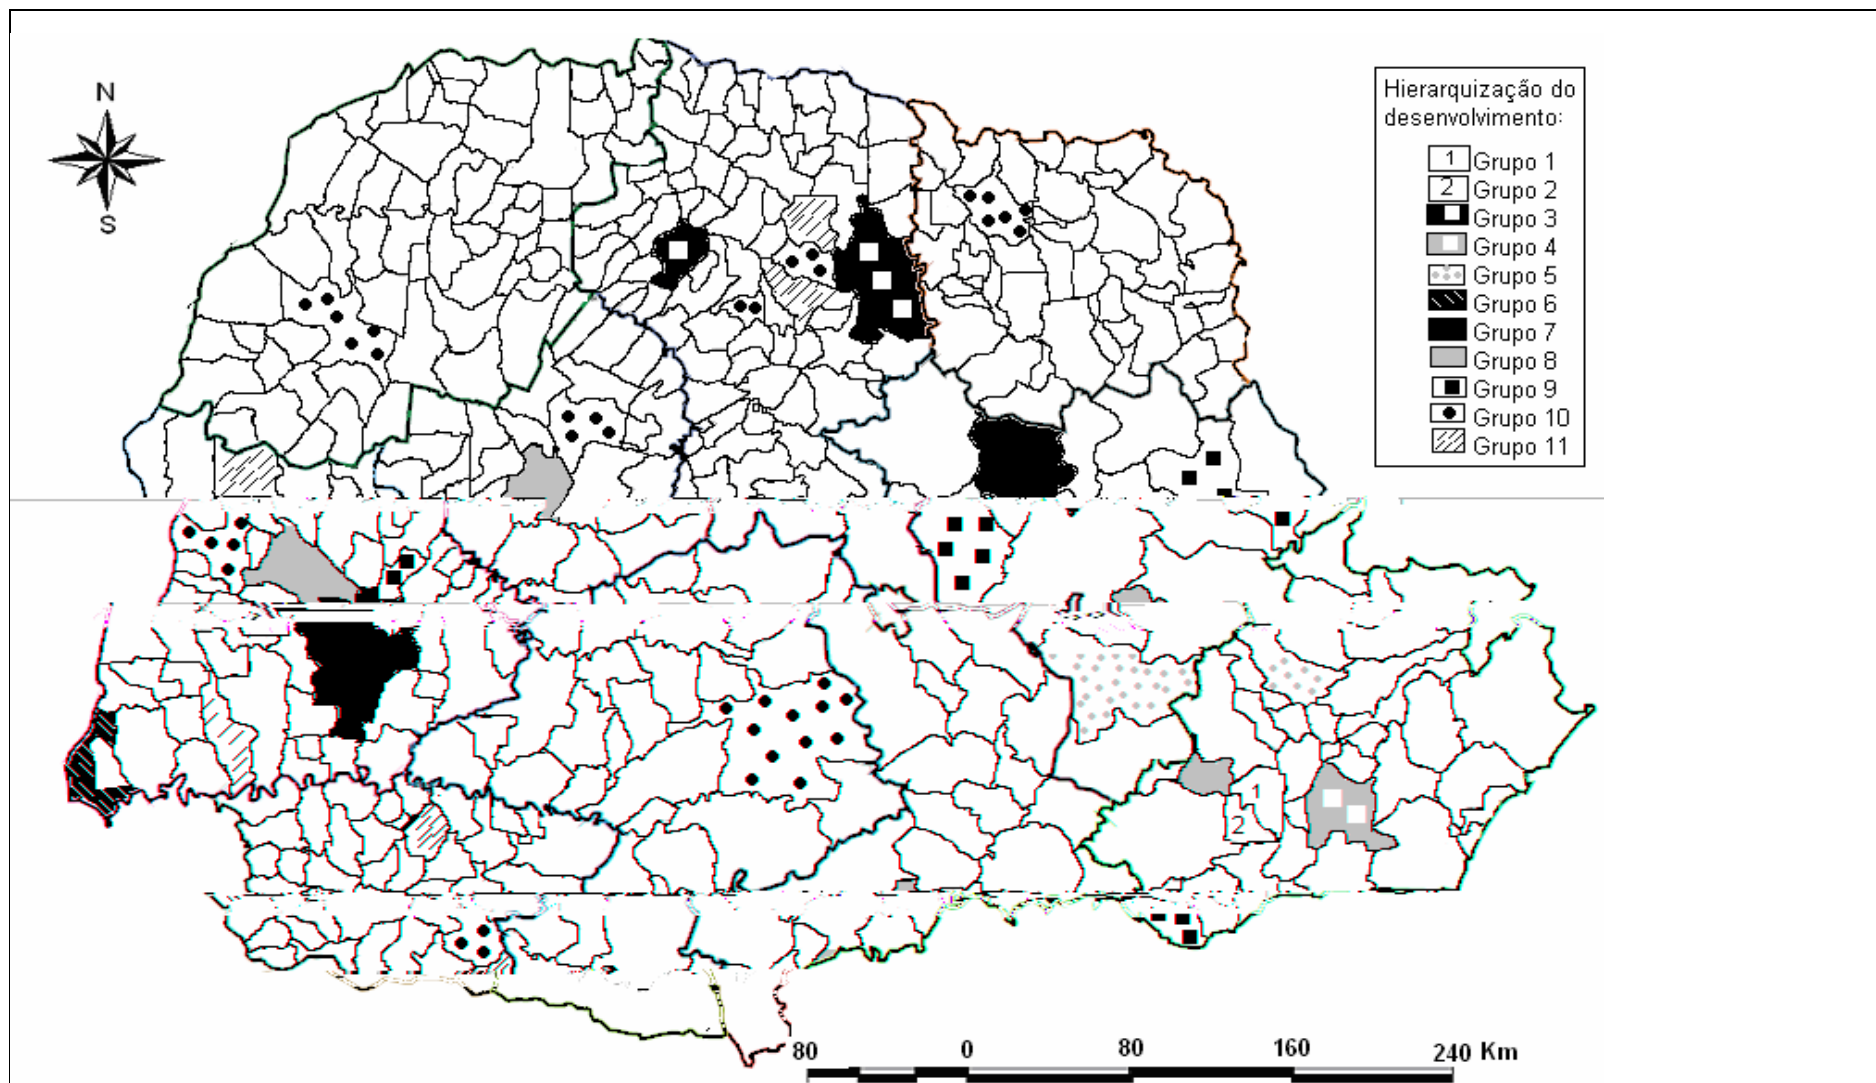 N
S
Hierarquização do
desenvolvimento:
1 Grupo 1
2 Grupo 2
Grupo 3
Grupo 4
Grupo 5
Grupo 6
Grupo 7
Grupo 8
Grupo 9
Grupo 10
Grupo 11
1
2
80 0 80 160 240 Km